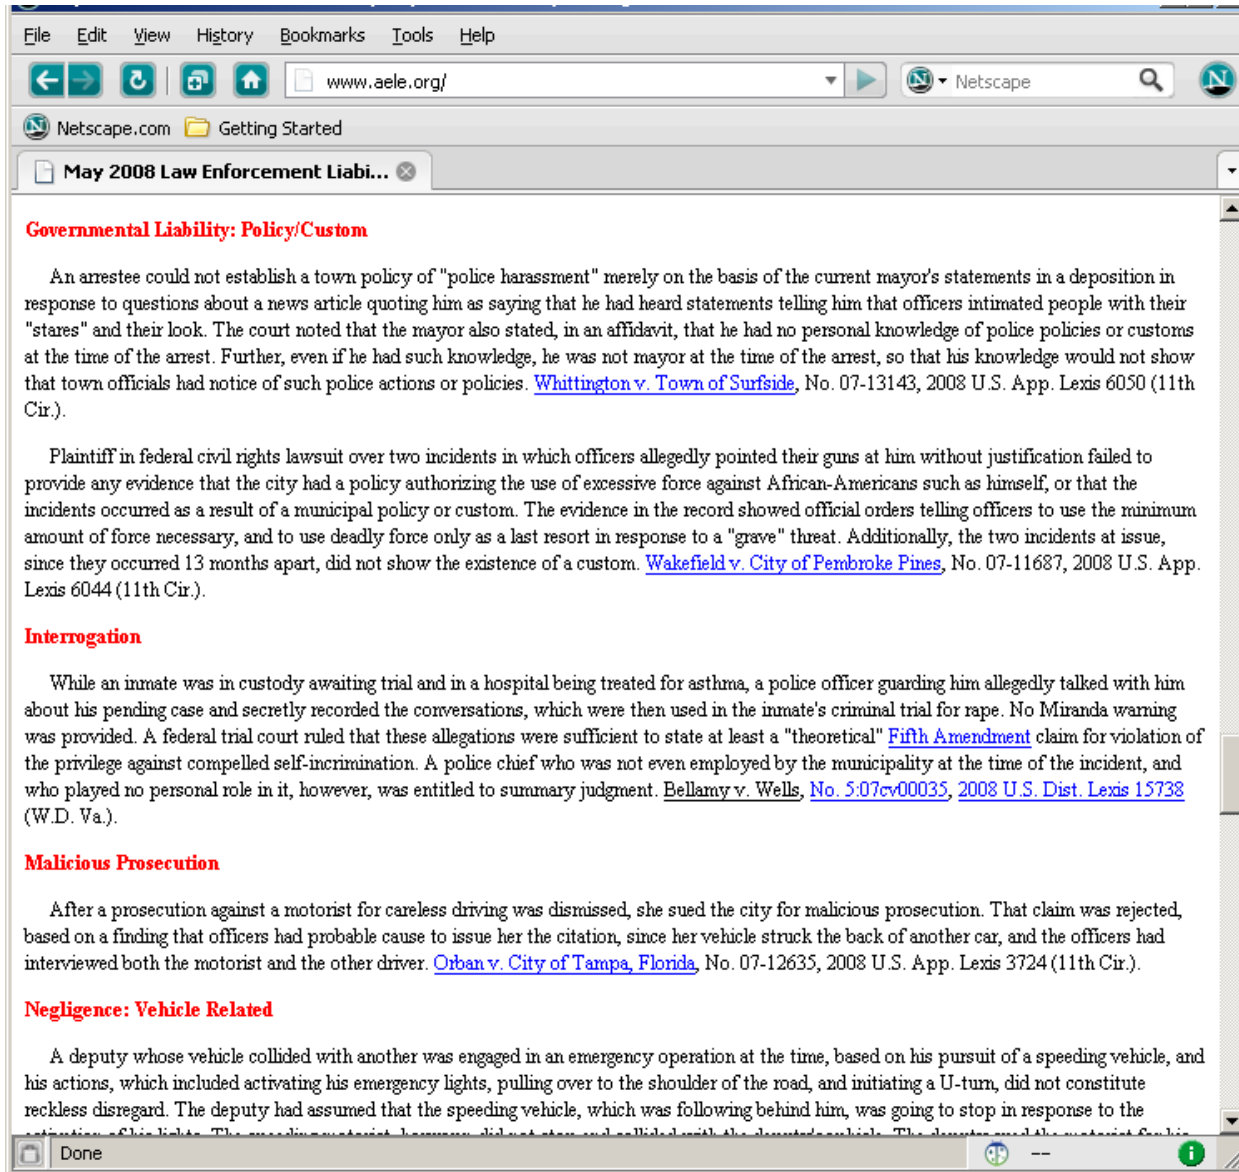 File Edit View History Bookmarks Tools Help
www.aele.org/ Netscape
Netscape.com Getting Started
May 2008 Law Enforcement Liabi...
Governmental Liability: Policy/Custom
An arrestee could not establish a town policy of "police harassment" merely on the basis of the current mayor's statements in a deposition in
response to questions about a news article quoting him as saying that he had heard statements telling him that officers intimated people with their
"stares" and their look. The court noted that the mayor also stated, in an affidavit, that he had no personal knowledge of police policies or customs
at the time of the arrest. Further, even if he had such knowledge, he was not mayor at the time of the arrest, so that his knowledge would not show
that town officials had notice of such police actions or policies. Whittington v. Town of Surfside, No. 07-13143, 2008 U.S. App. Lexis 6050 (11th
Cir.).
Plaintiff in federal civil rights lawsuit over two incidents in which officers allegedly pointed their guns at him without justification failed to
provide any evidence that the city had a policy authorizing the use of excessive force against African-Americans such as himself, or that the
incidents occurred as a result of a municipal policy or custom. The evidence in the record showed official orders telling officers to use the minimum
amount of force necessary, and to use deadly force only as a last resort in response to a "grave" threat. Additionally, the two incidents at issue,
since they occurred 13 months apart, did not show the existence of a custom. Wakefield v. City of Pembroke Pines, No. 07-11687, 2008 U.S. App.
Lexis 6044 (11th Cir.).
Interrogation
While an inmate was in custody awaiting trial and in a hospital being treated for asthma, a police officer guarding him allegedly talked with him
about his pending case and secretly recorded the conversations, which were then used in the inmate's criminal trial for rape. No Miranda warning
was provided. A federal trial court ruled that these allegations were sufficient to state at least a "theoretical" Fifth Amendment claim for violation of
the privilege against compelled self-incrimination. A police chief who was not even employed by the municipality at the time of the incident, and
who played no personal role in it, however, was entitled to summary judgment. Bellamy v. Wells, No. 5:07cv00035, 2008 U.S. Dist. Lexis 15738
(W.D. Va.).
Malicious Prosecution
After a prosecution against a motorist for careless driving was dismissed, she sued the city for malicious prosecution. That claim was rejected,
based on a finding that officers had probable cause to issue her the citation, since her vehicle struck the back of another car, and the officers had
interviewed both the motorist and the other driver. Orban v. City of Tampa, Florida, No. 07-12635, 2008 U.S. App. Lexis 3724 (11th Cir.).
Negligence: Vehicle Related
A deputy whose vehicle collided with another was engaged in an emergency operation at the time, based on his pursuit of a speeding vehicle, and
his actions, which included activating his emergency lights, pulling over to the shoulder of the road, and initiating a U-turn, did not constitute
reckless disregard. The deputy had assumed that the speeding vehicle, which was following behind him, was going to stop in response to the
Done --